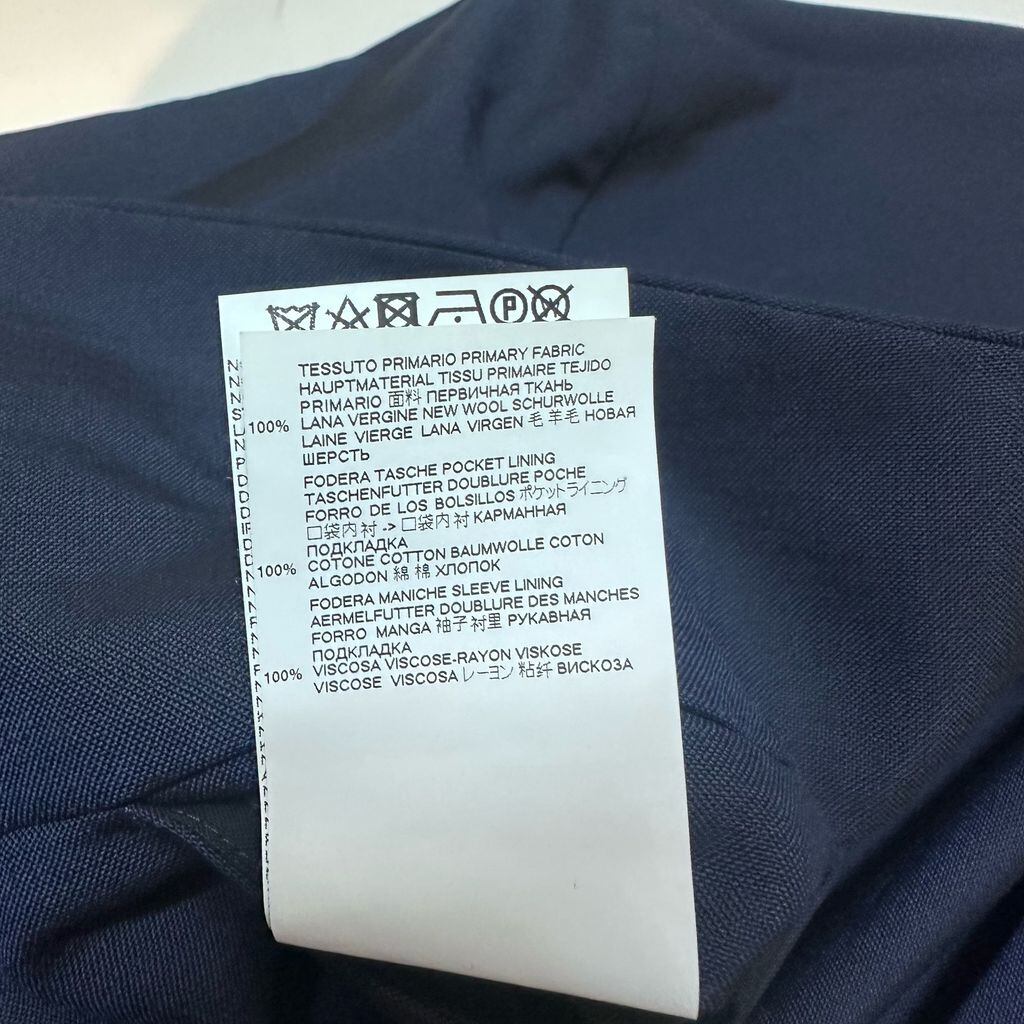 P
TESSUTO PRIMARIO PRIMARY FABRIC
HAUPTMATERIAL TISSU PRIMAIRE TEJIDO
PRIMARIO 面料 ПЕРВИЧНАЯ ТКАНЬ
100% LANA VERGINE NEW WOOL SCHURWOLLE
LAINE VIERGE LANA VIRGEN 毛 羊毛 НОВАЯ
ШЕРСТЬ
FODERA TASCHE POCKET LINING
TASCHENFUTTER DOUBLURE POCHE
FORRO DE LOS BOLSILLOS ポケットライニング
口袋内衬 -> 口袋内衬 КАРМАННАЯ
ПОДКЛАДКА
100% COTONE COTTON BAUMWOLLE COTON
ALGODON 綿 棉 ХЛОПОК
FODERA MANICHE SLEEVE LINING
AERMELFUTTER DOUBLURE DES MANCHES
FORRO MANGA 袖子衬里 РУКАВНАЯ
ПОДКЛАДКА
100% VISCOSA VISCOSE-RAYON VISKOSE
VISCOSE VISCOSA レーヨン 粘纤 ВИСКОЗА